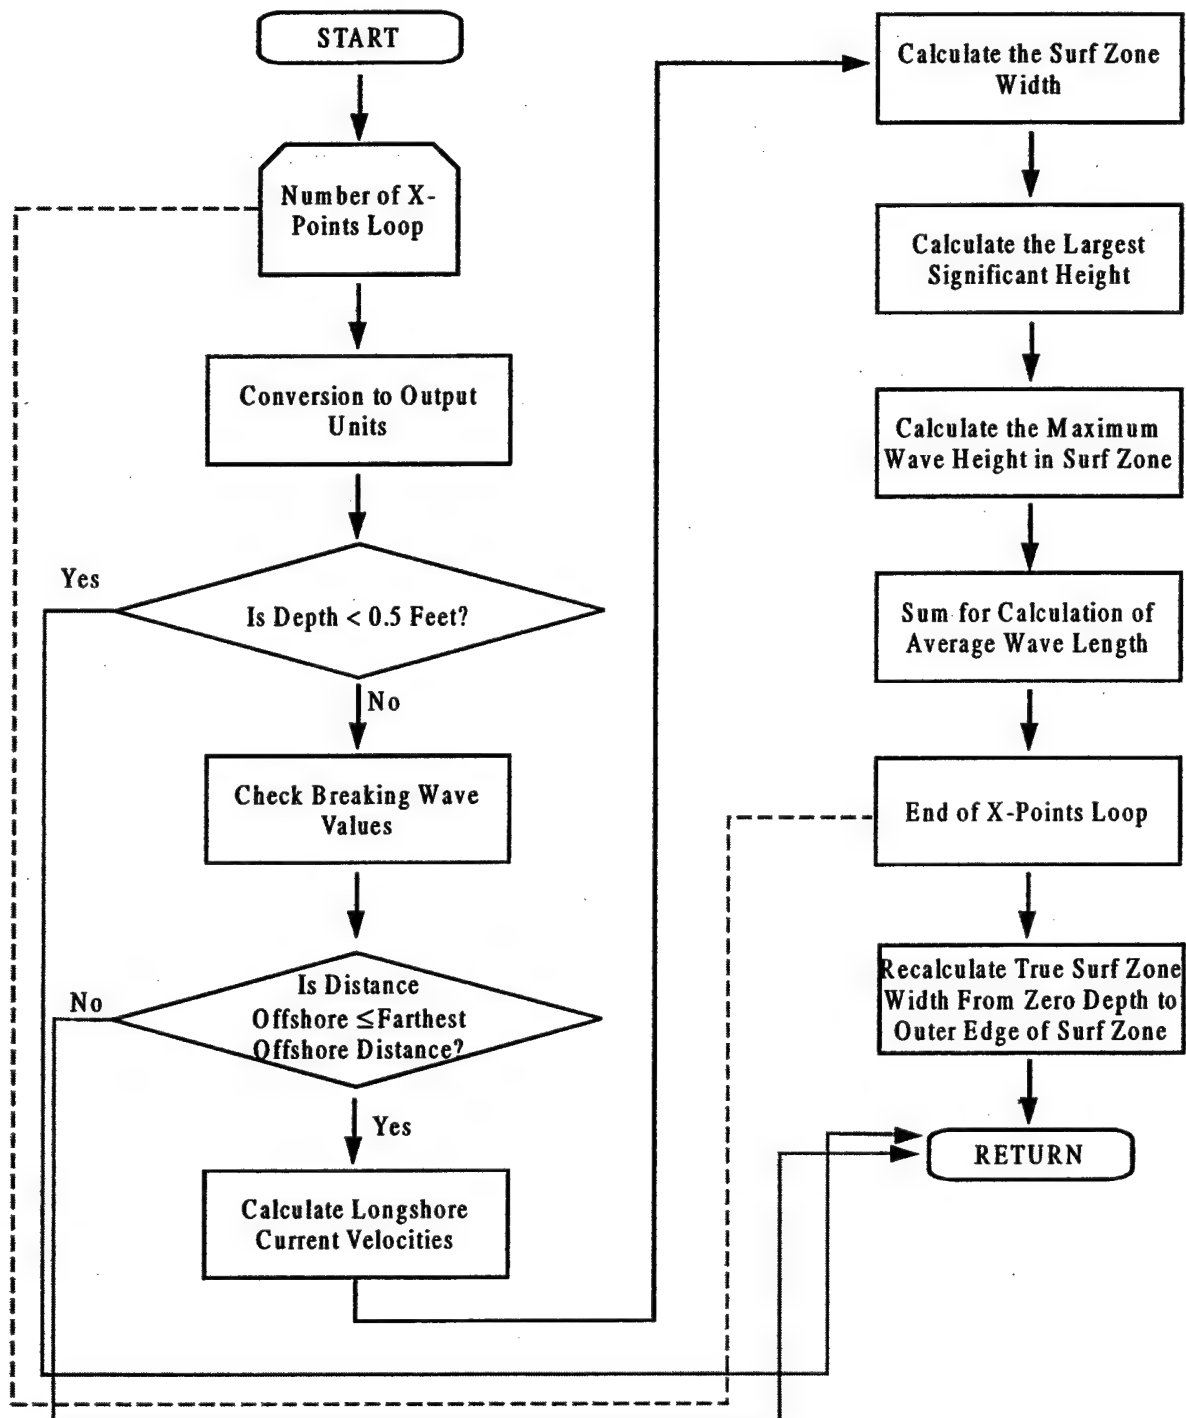 START
Number of X-
Points Loop
Conversion to Output
Units
Yes
Is Depth < 0.5 Feet?
No
Check Breaking Wave
Values
No
Is Distance
Offshore ≤Farthest
Offshore Distance?
Yes
Calculate Longshore
Current Velocities
Calculate the Surf Zone
Width
Calculate the Largest
Significant Height
Calculate the Maximum
Wave Height in Surf Zone
Sum for Calculation of
Average Wave Length
End of X-Points Loop
Recalculate True Surf Zone
Width From Zero Depth to
Outer Edge of Surf Zone
RETURN